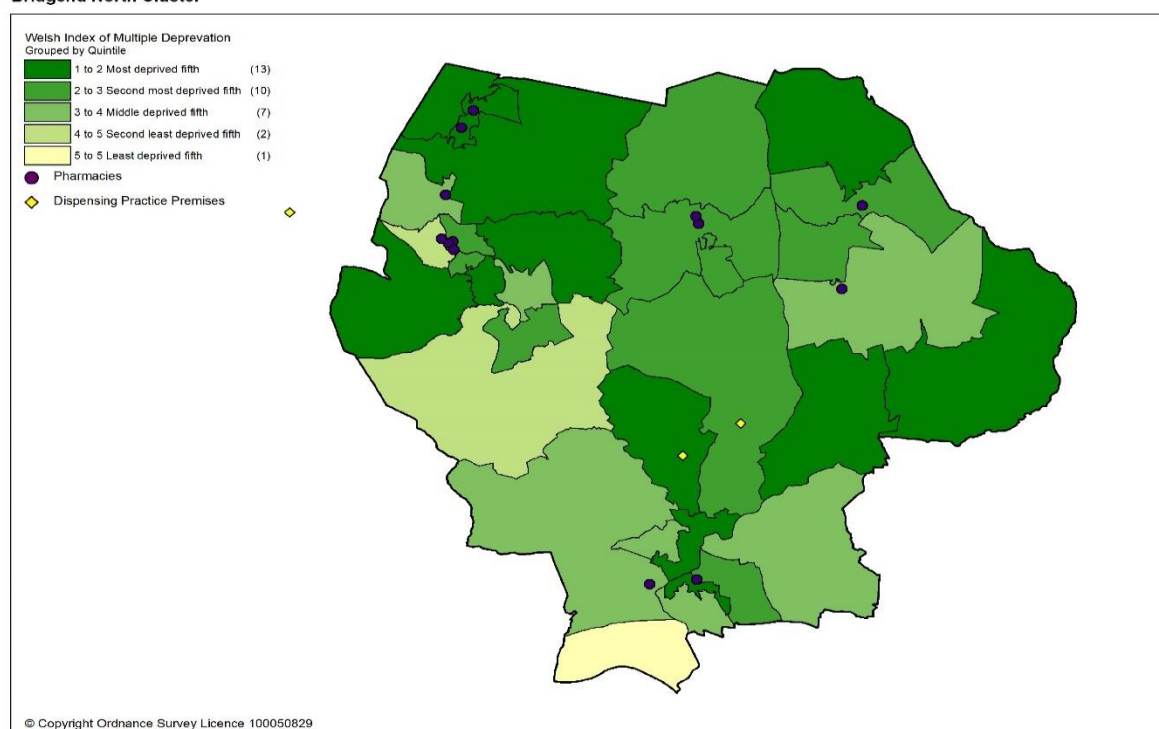 Bridgend North Cluster
Welsh Index of Multiple Deprevation
Grouped by Quintile
1 to 2 Most deprived fifth (13)
2 to 3 Second most deprived fifth (10)
3 to 4 Middle deprived fifth (7)
4 to 5 Second least deprived fifth (2)
5 to 5 Least deprived fifth (1)
Pharmacies
Dispensing Practice Premises
© Copyright Ordnance Survey Licence 100050829